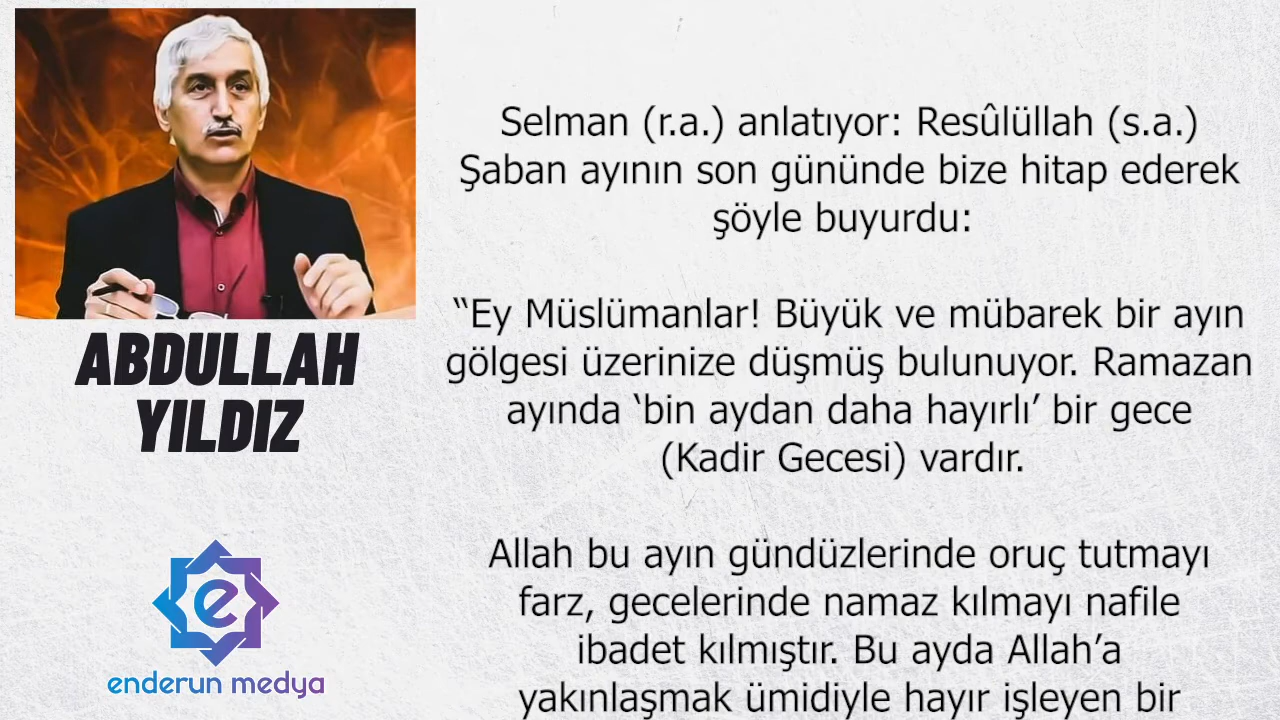 ABDULLAH
YILDIZ
enderun medya
Selman (r.a.) anlatıyor: Resûlüllah (s.a.)
Şaban ayının son gününde bize hitap ederek
şöyle buyurdu:
“Ey Müslümanlar! Büyük ve mübarek bir ayın
gölgesi üzerinize düşmüş bulunuyor. Ramazan
ayında ‘bin aydan daha hayırlı’ bir gece
(Kadir Gecesi) vardır.
Allah bu ayın gündüzlerinde oruç tutmayı
farz, gecelerinde namaz kılmayı nafile
ibadet kılmıştır. Bu ayda Allah’a
yakınlaşmak ümidiyle hayır işleyen bir